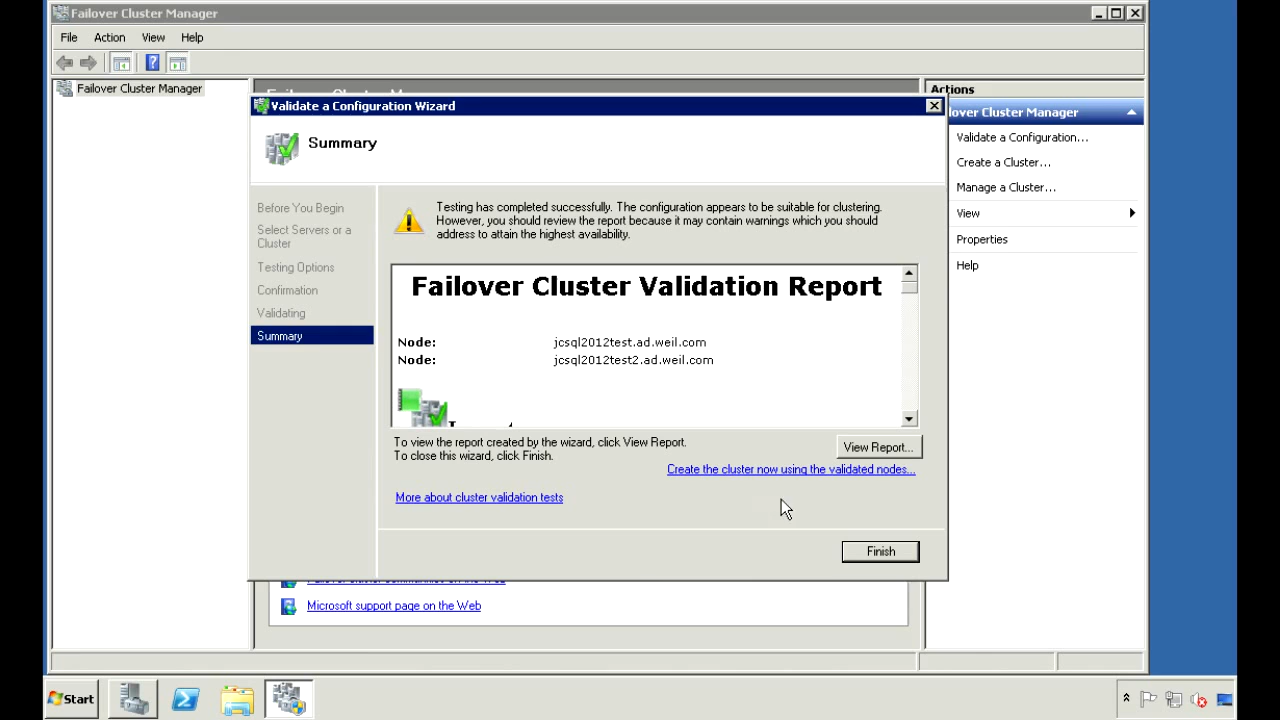 Failover Cluster Manager
File Action View Help
Failover Cluster Manager
Actions
Validate a Configuration Wizard
lover Cluster Manager
Summary
Validate a Configuration...
Create a Cluster...
Manage a Cluster...
View
Properties
Help
Before You Begin
Select Servers or a
Cluster
Testing Options
Confirmation
Validating
Summary
Testing has completed successfully. The configuration appears to be suitable for clustering.
However, you should review the report because it may contain warnings which you should
address to attain the highest availability.
Failover Cluster Validation Report
Node: jcsql2012test.ad.weil.com
Node: jcsql2012test2.ad.weil.com
To view the report created by the wizard, click View Report.
To close this wizard, click Finish.
View Report...
Create the cluster now using the validated nodes...
More about cluster validation tests
Finish
Microsoft support page on the Web
Start